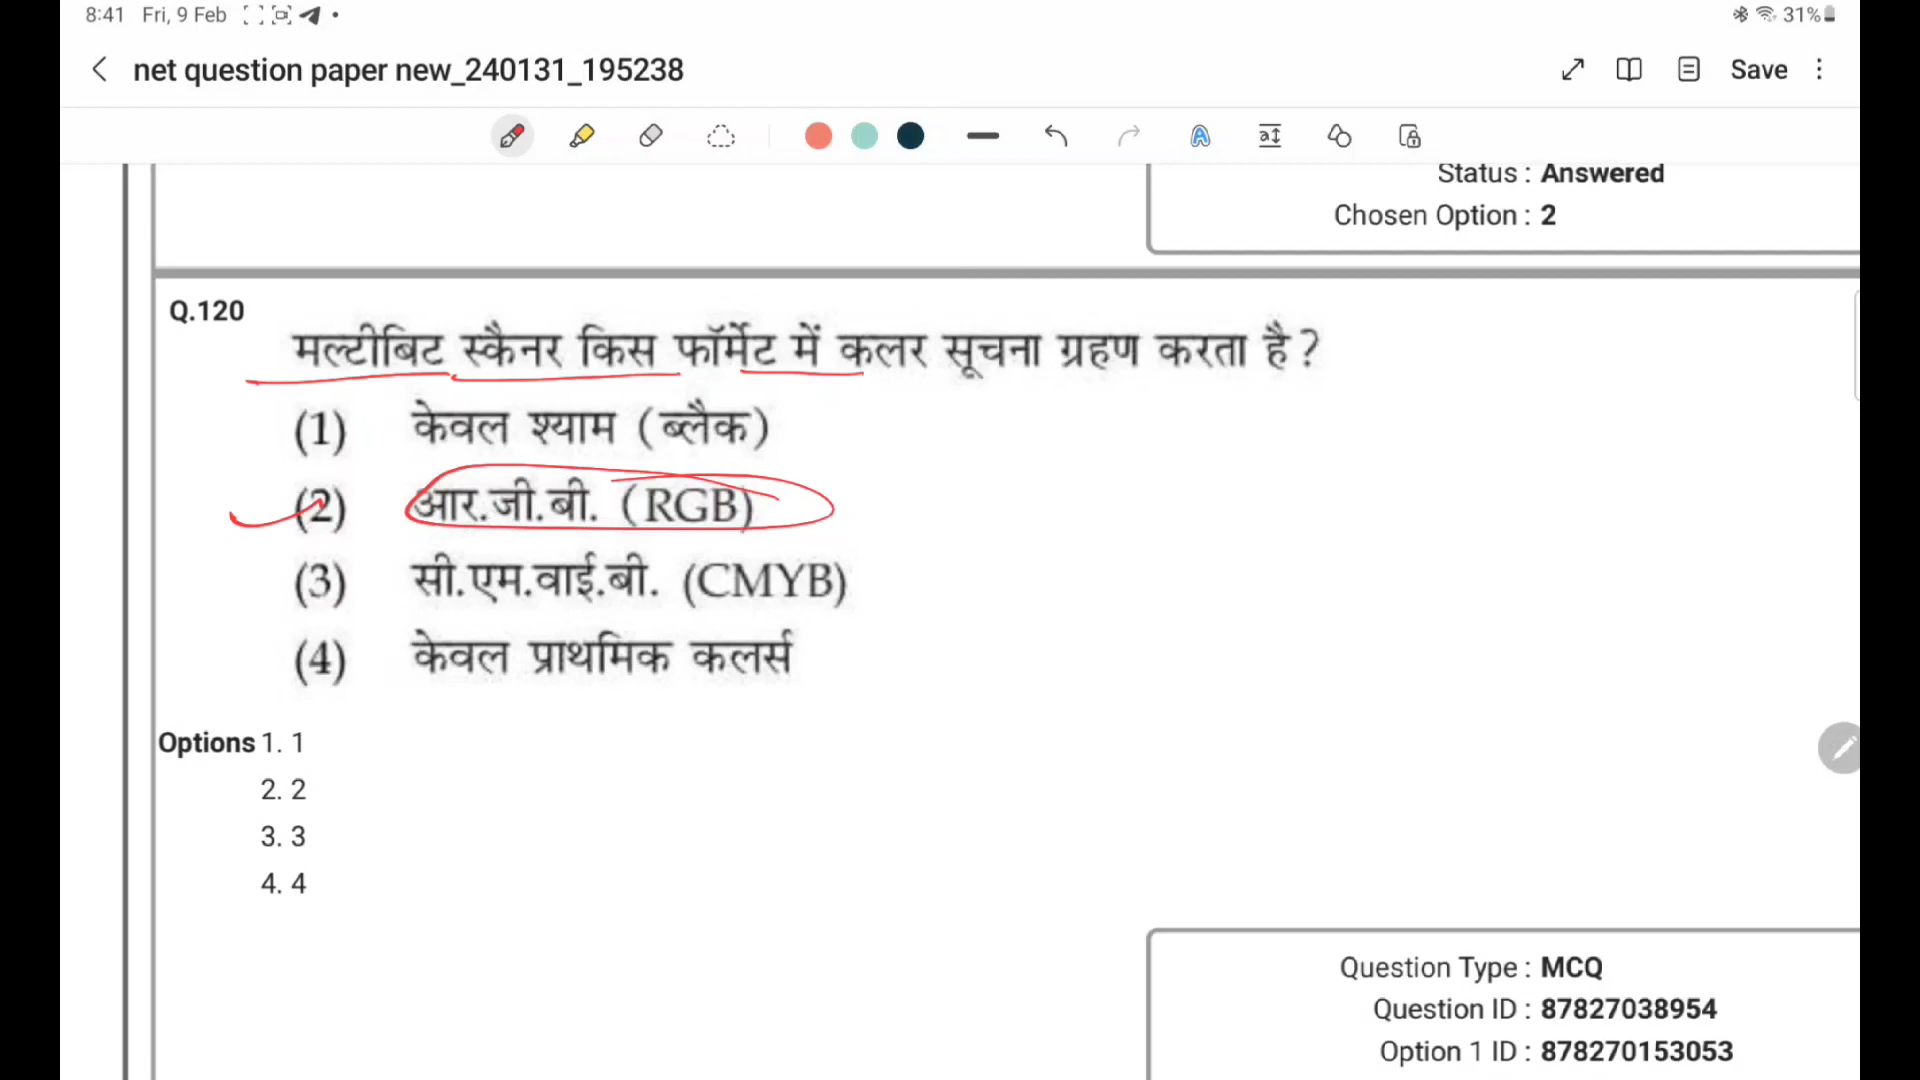 8:41 Fri, 9 Feb 31%
net question paper new_240131_195238 Save
Status : Answered
Chosen Option : 2
Q.120
मल्टीबिट स्कैनर किस फॉर्मेट में कलर सूचना ग्रहण करता है ?
(1) केवल श्याम (ब्लैक)
(2) आर.जी.बी. (RGB)
(3) सी.एम.वाई.बी. (CMYB)
(4) केवल प्राथमिक कलर्स
Options 1. 1
2. 2
3. 3
4. 4
Question Type : MCQ
Question ID : 87827038954
Option 1 ID : 878270153053